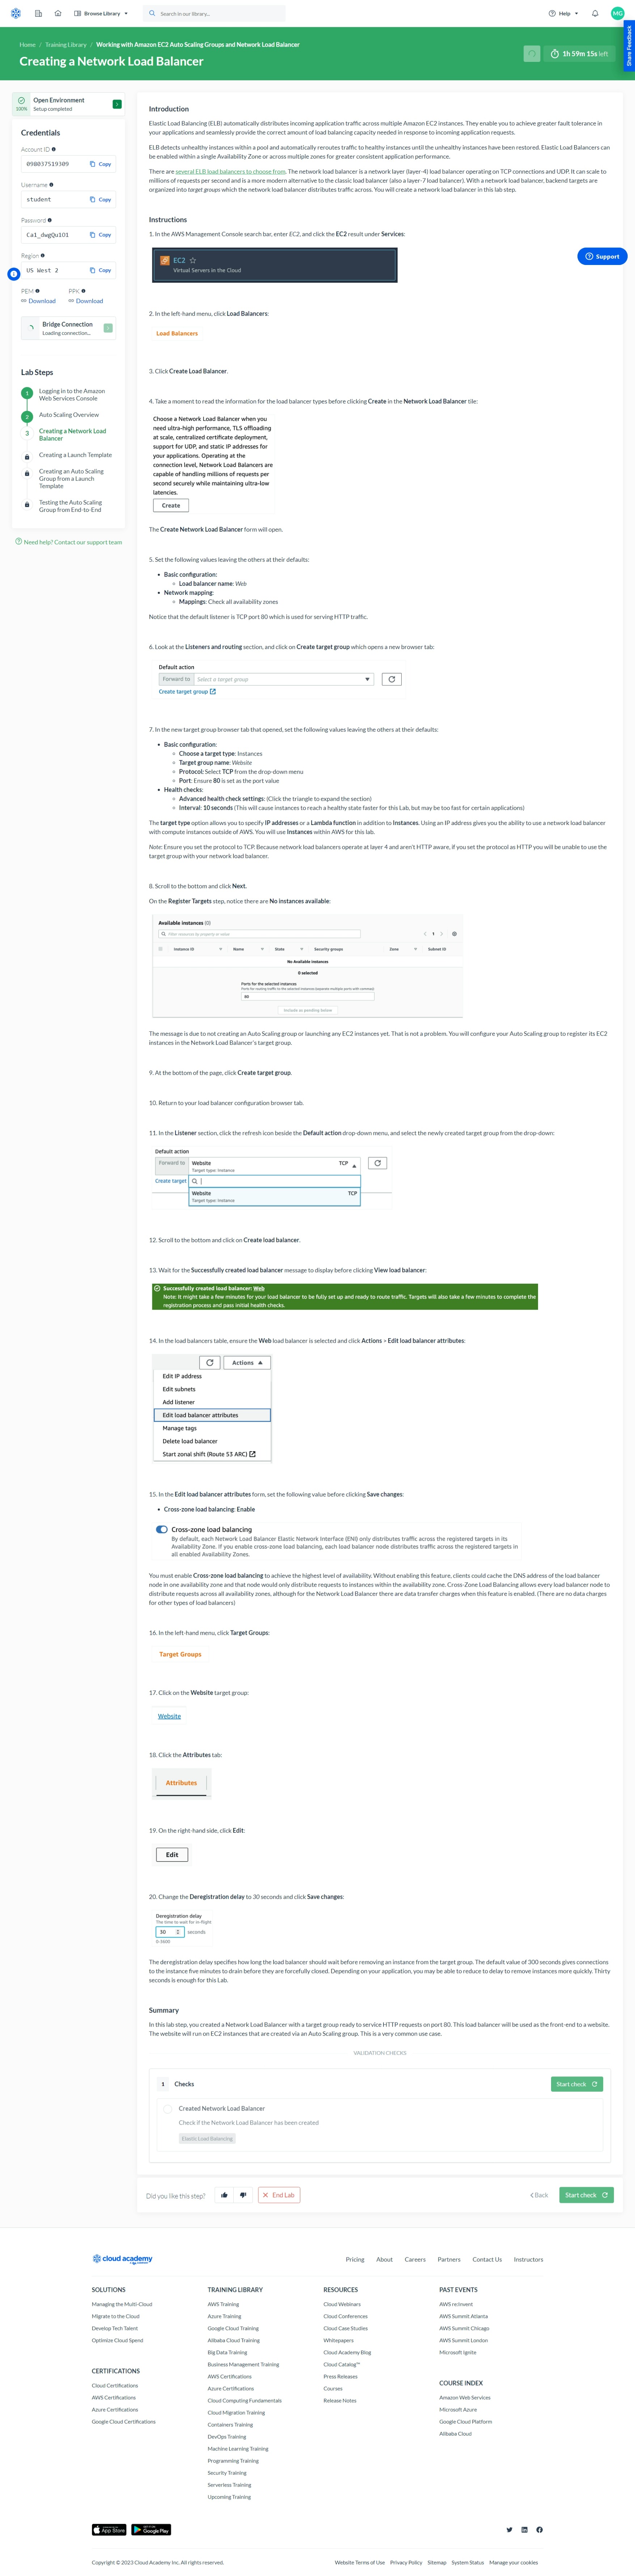 Browse Library
Search in our library...
Help
MG
Share Feedback
Home / Training Library / Working with Amazon EC2 Auto Scaling Groups and Network Load Balancer
Creating a Network Load Balancer
1h 59m 15s left
100%
Open Environment
Setup completed
Credentials
Account ID
098037519309 Copy
Username
student Copy
Password
Ca1_dwgQu1O1 Copy
Region
US West 2 Copy
PEM
Download
PPK
Download
Bridge Connection
Loading connection...
Lab Steps
1 Logging in to the Amazon
Web Services Console
2 Auto Scaling Overview
3 Creating a Network Load
Balancer
Creating a Launch Template
Creating an Auto Scaling
Group from a Launch
Template
Testing the Auto Scaling
Group from End-to-End
Need help? Contact our support team
Support
Introduction
Elastic Load Balancing (ELB) automatically distributes incoming application traffic across multiple Amazon EC2 instances. They enable you to achieve greater fault tolerance in
your applications and seamlessly provide the correct amount of load balancing capacity needed in response to incoming application requests.
ELB detects unhealthy instances within a pool and automatically reroutes traffic to healthy instances until the unhealthy instances have been restored. Elastic Load Balancers can
be enabled within a single Availability Zone or across multiple zones for greater consistent application performance.
There are several ELB load balancers to choose from. The network load balancer is a network layer (layer-4) load balancer operation on TCP connections and UDP. It can scale to
millions of requests per second and is a more modern alternative to the classic load balancer (also a layer-7 load balancer). With a network load balancer, backend targets are
organized into target groups which the network load balancer distributes traffic across. You will create a network load balancer in this lab step.
Instructions
1. In the AWS Management Console search bar, enter EC2, and click the EC2 result under Services:
EC2
Virtual Servers in the Cloud
2. In the left-hand menu, click Load Balancers:
Load Balancers
3. Click Create Load Balancer.
4. Take a moment to read the information for the load balancer types before clicking Create in the Network Load Balancer tile:
Choose a Network Load Balancer when you
need ultra-high performance, TLS offloading
at scale, centralized certificate deployment,
support for UDP, and static IP addresses for
your applications. Operating at the
connection level, Network Load Balancers are
capable of handling millions of requests per
second securely while maintaining ultra-low
latencies.
Create
The Create Network Load Balancer form will open.
5. Set the following values leaving the others at their defaults:
Basic configuration:
Load balancer name: Web
Network mapping:
Mappings: Check all availability zones
Notice that the default listener is TCP port 80 which is used for serving HTTP traffic.
6. Look at the Listeners and routing section, and click on Create target group which opens a new browser tab:
Default action
Forward to Select a target group
Create target group
7. In the new target group browser tab that opened, set the following values leaving the others at their defaults:
Basic configuration:
Choose a target type: Instances
Target group name: Website
Protocol: Select TCP from the drop-down menu
Port: Ensure 80 is set as the port value
Health checks:
Advanced health check settings: (Click the triangle to expand the section)
Interval: 10 seconds (This will cause instances to reach a healthy state faster for this Lab, but may be too fast for certain applications)
The target type option allows you to specify IP addresses or a Lambda function in addition to Instances. Using an IP address gives you the ability to use a network load balancer
with compute instances outside of AWS. You will use Instances within AWS for this lab.
Note: Ensure you set the protocol to TCP. Because network load balancers operate at layer 4 and aren't HTTP aware, if you set the protocol as HTTP you will be unable to use the
target group with your network load balancer.
8. Scroll to the bottom and click Next.
On the Register Targets step, notice there are No instances available:
Available instances (0)
Filter resources by property or value
1
Instance ID Name State Security groups Zone Subnet ID
No Available instances
0 selected
Ports for the selected instances
Ports for routing traffic to the selected instances (separate multiple ports with commas)
80
Include as pending below
The message is due to not creating an Auto Scaling group or launching any EC2 instances yet. That is not a problem. You will configure your Auto Scaling group to register its EC2
instances in the Network Load Balancer's target group.
9. At the bottom of the page, click Create target group.
10. Return to your load balancer configuration browser tab.
11. In the Listener section, click the refresh icon beside the Default action drop-down menu, and select the newly created target group from the drop-down:
Default action
Forward to Website TCP
Target type: Instance
Create target
Website TCP
Target type: Instance
12. Scroll to the bottom and click on Create load balancer.
13. Wait for the Successfully created load balancer message to display before clicking View load balancer:
Successfully created load balancer: Web
Note: It might take a few minutes for your load balancer to be fully set up and ready to route traffic. Targets will also take a few minutes to complete the
registration process and pass initial health checks.
14. In the load balancers table, ensure the Web load balancer is selected and click Actions > Edit load balancer attributes:
Actions
Edit IP address
Edit subnets
Add listener
Edit load balancer attributes
Manage tags
Delete load balancer
Start zonal shift (Route 53 ARC)
15. In the Edit load balancer attributes form, set the following value before clicking Save changes:
Cross-zone load balancing: Enable
Cross-zone load balancing
By default, each Network Load Balancer Elastic Network Interface (ENI) only distributes traffic across the registered targets in its
Availability Zone. If you enable cross-zone load balancing, each load balancer node distributes traffic across the registered targets in
all enabled Availability Zones.
You must enable Cross-zone load balancing to achieve the highest level of availability. Without enabling this feature, clients could cache the DNS address of the load balancer
node in one availability zone and that node would only distribute requests to instances within the availability zone. Cross-Zone Load Balancing allows every load balancer node to
distribute requests across all availability zones, although for the Network Load Balancer there are data transfer charges when this feature is enabled. (There are no data charges
for other types of load balancers)
16. In the left-hand menu, click Target Groups:
Target Groups
17. Click on the Website target group:
Website
18. Click the Attributes tab:
Attributes
19. On the right-hand side, click Edit:
Edit
20. Change the Deregistration delay to 30 seconds and click Save changes:
Deregistration delay
The time to wait for in-flight
30 seconds
0-3600
The deregistration delay specifies how long the load balancer should wait before removing an instance from the target group. The default value of 300 seconds gives connections
to the instance five minutes to drain before they are forcefully closed. Depending on your application, you may be able to reduce to delay to remove instances more quickly. Thirty
seconds is enough for this Lab.
Summary
In this lab step, you created a Network Load Balancer with a target group ready to service HTTP requests on port 80. This load balancer will be used as the front-end to a website.
The website will run on EC2 instances that are created via an Auto Scaling group. This is a very common use case.
VALIDATION CHECKS
1 Checks Start check
Created Network Load Balancer
Check if the Network Load Balancer has been created
Elastic Load Balancing
Did you like this step?
End Lab
Back
Start check
cloud academy
Pricing About Careers Partners Contact Us Instructors
SOLUTIONS
Managing the Multi-Cloud
Migrate to the Cloud
Develop Tech Talent
Optimize Cloud Spend
CERTIFICATIONS
Cloud Certifications
AWS Certifications
Azure Certifications
Google Cloud Certifications
TRAINING LIBRARY
AWS Training
Azure Training
Google Cloud Training
Alibaba Cloud Training
Big Data Training
Business Management Training
AWS Certifications
Azure Certifications
Cloud Computing Fundamentals
Cloud Migration Training
Containers Training
DevOps Training
Machine Learning Training
Programming Training
Security Training
Serverless Training
Upcoming Training
RESOURCES
Cloud Webinars
Cloud Conferences
Cloud Case Studies
Whitepapers
Cloud Academy Blog
Cloud Catalog™
Press Releases
Courses
Release Notes
PAST EVENTS
AWS re:Invent
AWS Summit Atlanta
AWS Summit Chicago
AWS Summit London
Microsoft Ignite
COURSE INDEX
Amazon Web Services
Microsoft Azure
Google Cloud Platform
Alibaba Cloud
App Store
Google Play
Copyright © 2023 Cloud Academy Inc. All rights reserved.
Website Terms of Use Privacy Policy Sitemap System Status Manage your cookies